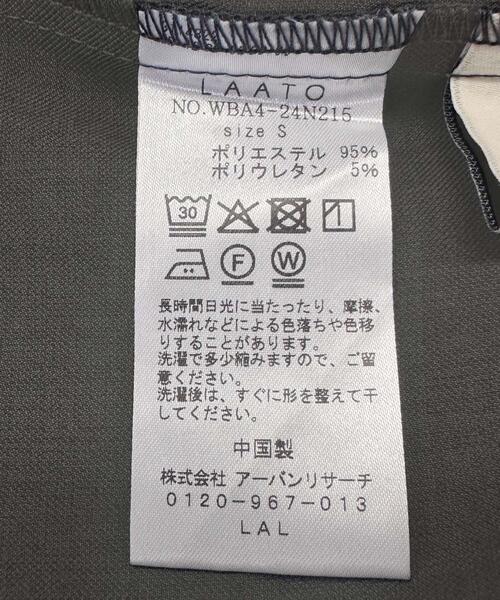 LAATO
NO.WBA4-24N215
size S
ポリエステル 95%
ポリウレタン 5%
30
F W
長時間日光に当たったり、摩擦、
水濡れなどによる色落ちや色移
りすることがあります。
洗濯で多少縮みますので、ご留
意ください。
洗濯後は、すぐに形を整えて干
してください。
中国製
株式会社 アーバンリサーチ
0120-967-013
LAL